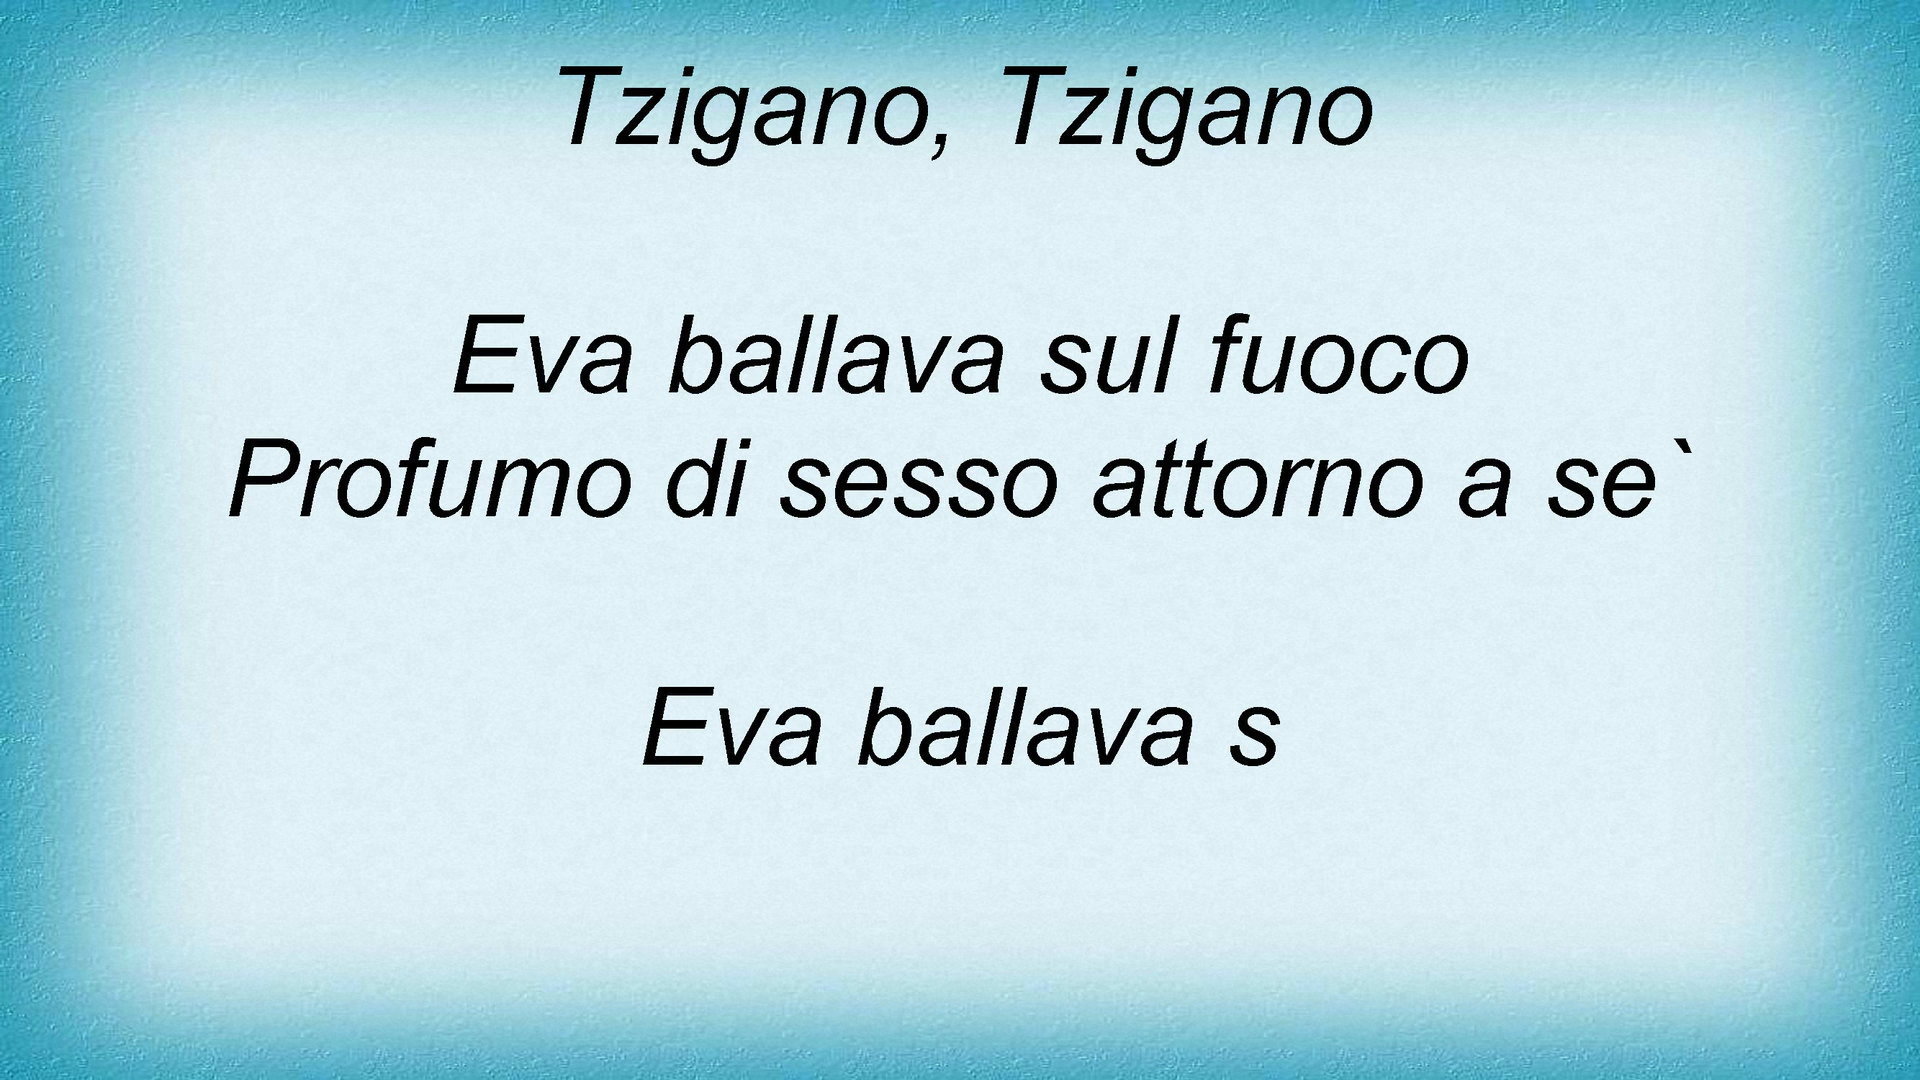 Tzigano, Tzigano
Eva ballava sul fuoco
Profumo di sesso attorno a se`
Eva ballava s